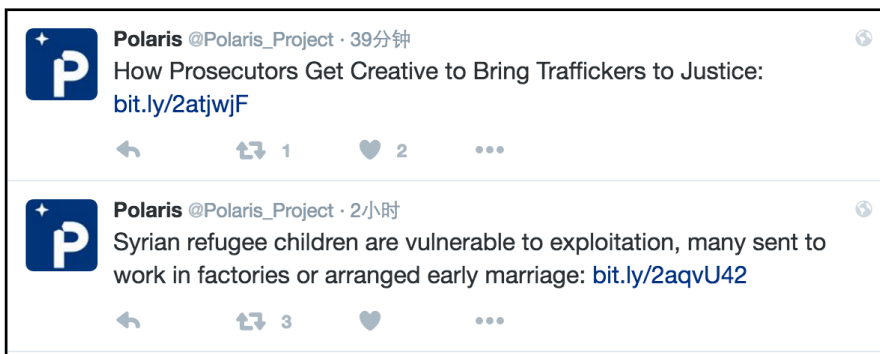 Polaris @Polaris_Project · 39分钟
How Prosecutors Get Creative to Bring Traffickers to Justice:
bit.ly/2atjwjF
1 2
Polaris @Polaris_Project · 2小时
Syrian refugee children are vulnerable to exploitation, many sent to
work in factories or arranged early marriage: bit.ly/2aqvU42
3